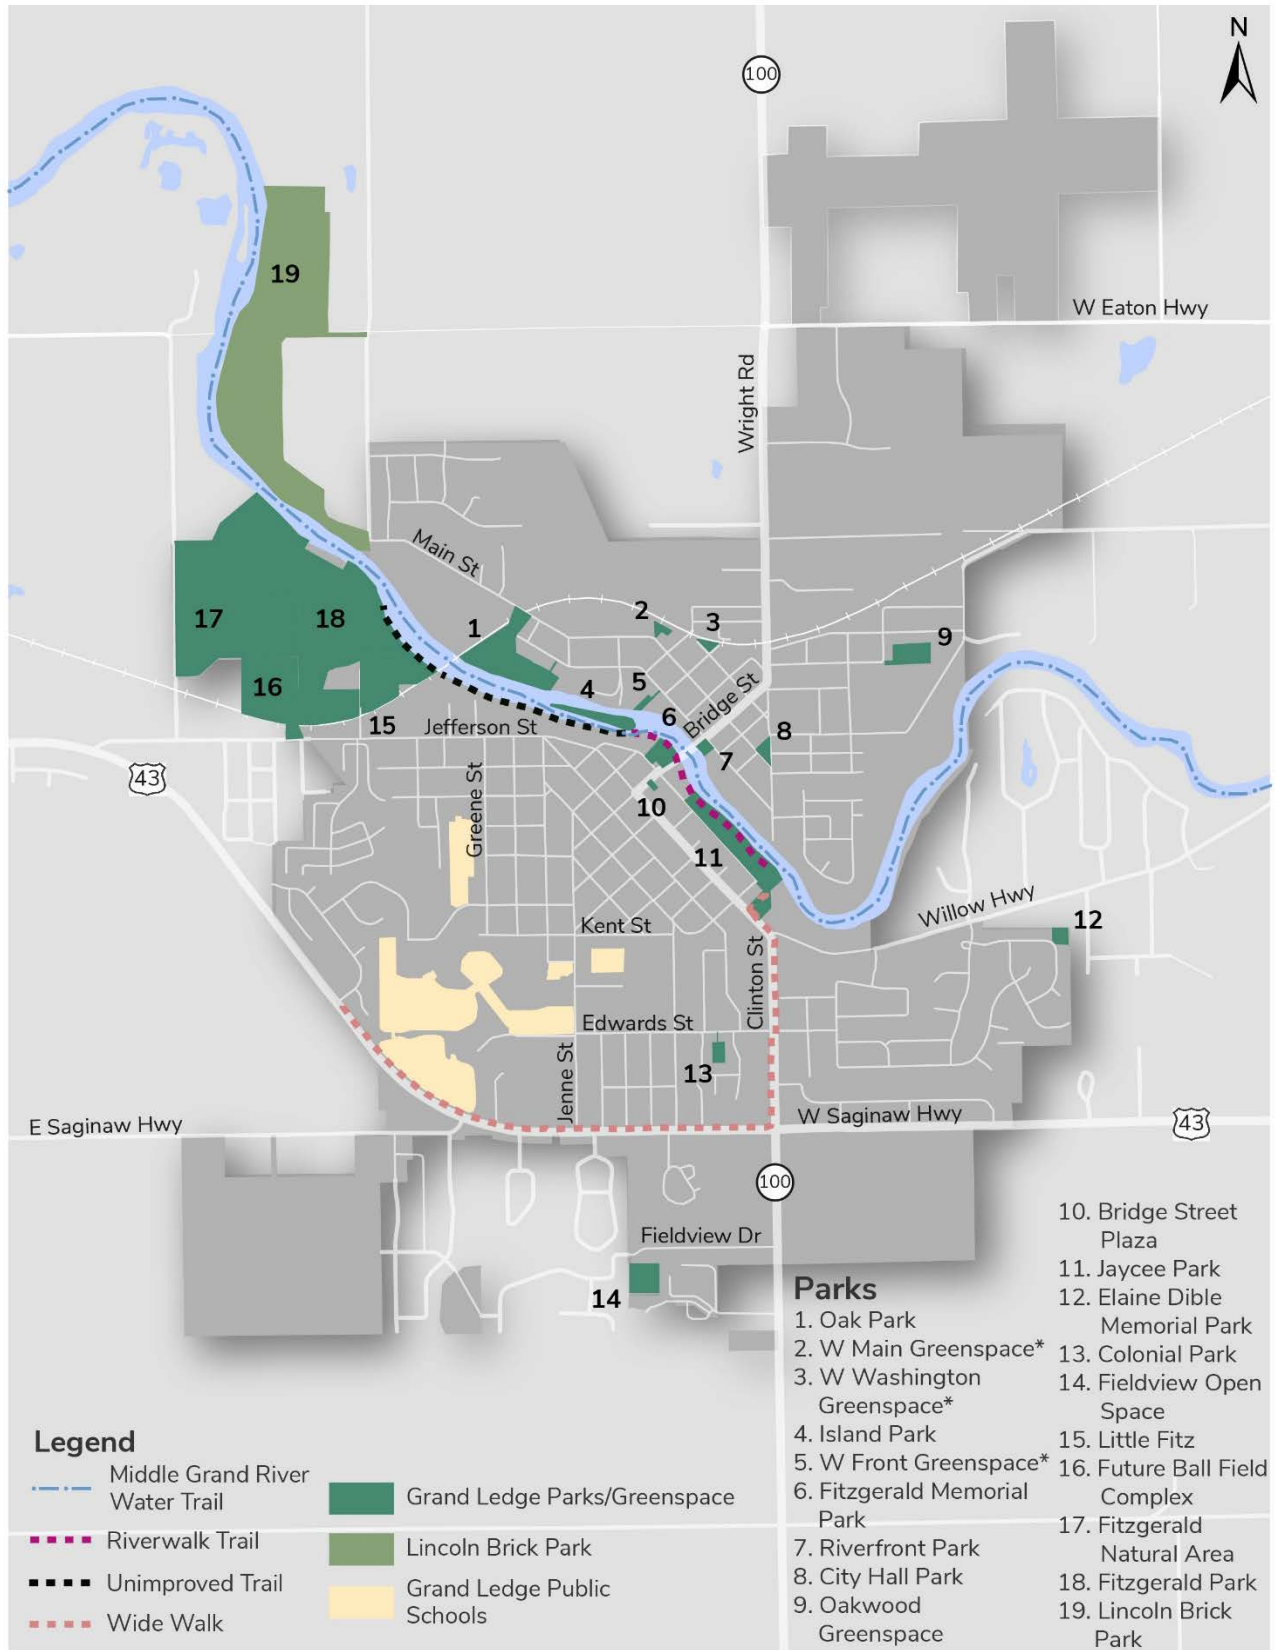 N
100
19
W Eaton Hwy
Wright Rd
Main St
17
18
1
2
3
9
16
15
4
5
6
Bridge St
Jefferson St
7
8
43
Greene St
10
11
Willow Hwy
12
Kent St
Clinton St
Edwards St
Jenne St
13
E Saginaw Hwy
W Saginaw Hwy
43
100
Fieldview Dr
14
Parks
1. Oak Park
2. W Main Greenspace*
3. W Washington
Greenspace*
4. Island Park
5. W Front Greenspace*
6. Fitzgerald Memorial
Park
7. Riverfront Park
8. City Hall Park
9. Oakwood
Greenspace
10. Bridge Street
Plaza
11. Jaycee Park
12. Elaine Dible
Memorial Park
13. Colonial Park
14. Fieldview Open
Space
15. Little Fitz
16. Future Ball Field
Complex
17. Fitzgerald
Natural Area
18. Fitzgerald Park
19. Lincoln Brick
Park
Legend
Middle Grand River
Water Trail
Riverwalk Trail
Unimproved Trail
Wide Walk
Grand Ledge Parks/Greenspace
Lincoln Brick Park
Grand Ledge Public
Schools